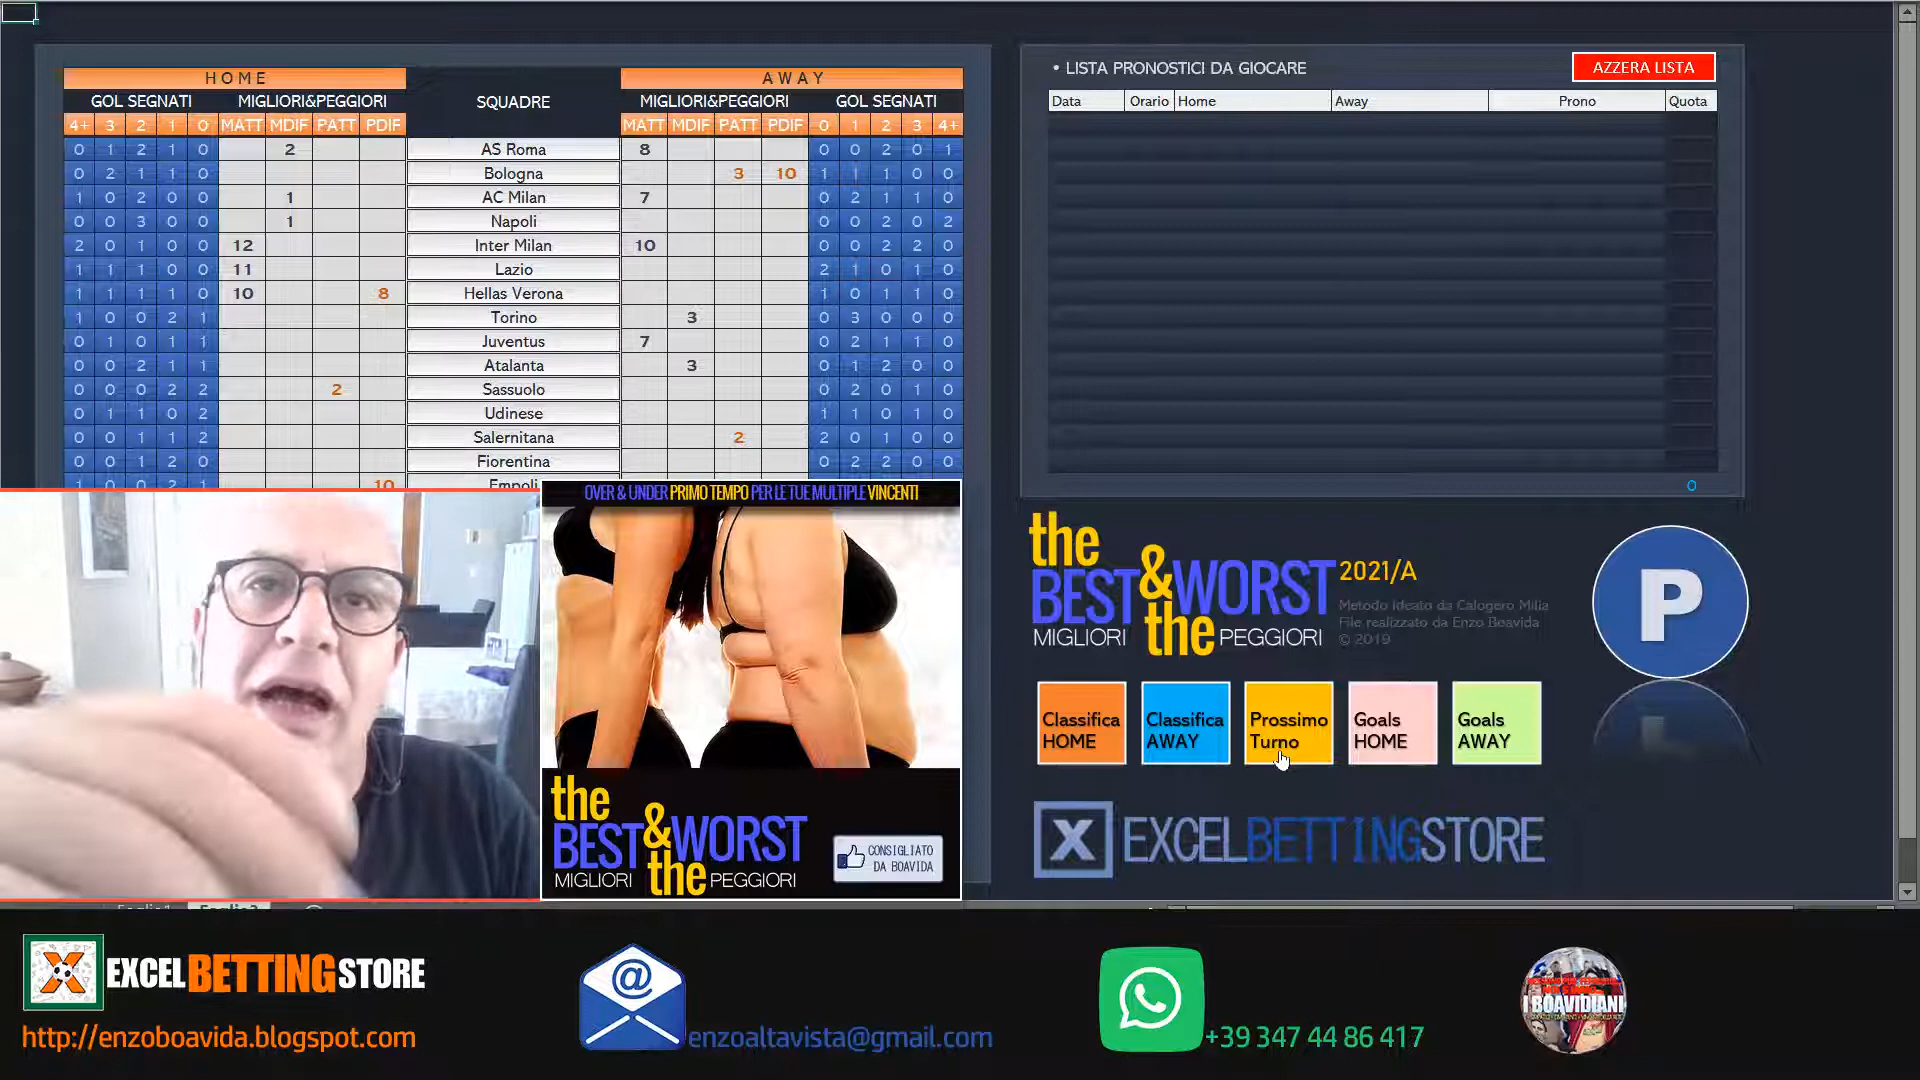 HOME
AWAY
GOL SEGNATI MIGLIORI&PEGGIORI SQUADRE MIGLIORI&PEGGIORI GOL SEGNATI
4+ 3 2 1 0 MATT MDIF PATT PDIF MATT MDIF PATT PDIF 0 1 2 3 4+
0 1 2 1 0 2 AS Roma 8 0 0 2 0 1
0 2 1 1 0 Bologna 3 10 1 1 1 0 0
1 0 2 0 0 1 AC Milan 7 0 2 1 1 0
0 0 3 0 0 1 Napoli 0 0 2 0 2
2 0 1 0 0 12 Inter Milan 10 0 0 2 2 0
1 1 1 0 0 11 Lazio 2 1 0 1 0
1 1 1 1 0 10 8 Hellas Verona 1 0 1 1 0
1 0 0 2 1 Torino 3 0 3 0 0 0
0 1 0 1 1 Juventus 7 0 2 1 1 0
0 0 2 1 1 Atalanta 3 0 1 2 0 0
0 0 0 2 2 2 Sassuolo 0 2 0 1 0
0 1 1 0 2 Udinese 1 1 0 1 0
0 0 1 1 2 Salernitana 2 2 0 1 0 0
0 0 1 2 0 Fiorentina 0 2 2 0 0
1 0 0 2 1 10 Empoli
• LISTA PRONOSTICI DA GIOCARE
AZZERA LISTA
Data Orario Home Away Prono Quota
0
OVER & UNDER PRIMO TEMPO PER LE TUE MULTIPLE VINCENTI
the
BEST & WORST
MIGLIORI the PEGGIORI
CONSIGLIATO
DA BOAVIDA
the
BEST & WORST
MIGLIORI the PEGGIORI
2021/A
Metodo ideato da Calogero Milia
File realizzato da Enzo Boavida
© 2019
P
Classifica
HOME
Classifica
AWAY
Prossimo
Turno
Goals
HOME
Goals
AWAY
X EXCELBETTINGSTORE
X EXCELBETTINGSTORE
http://enzoboavida.blogspot.com
@
enzoaltavista@gmail.com
+39 347 44 86 417
I BOAVIDIANI